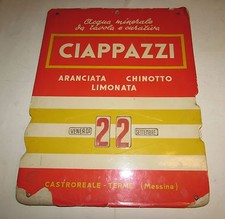 Acqua minerale
da tavola e curativa
CIAPPAZZI
ARANCIATA CHINOTTO
LIMONATA
VENERDI 22 SETTEMBRE
CASTROREALE - TERME (Messina)